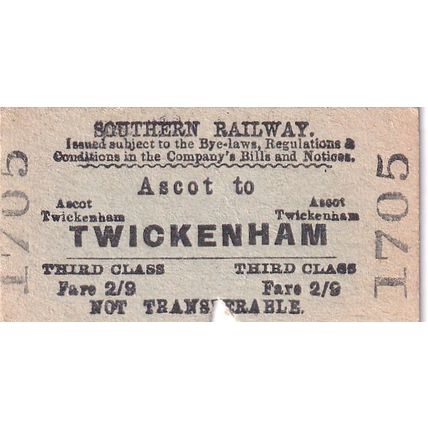 SOUTHERN RAILWAY.
Issued subject to the Bye-laws, Regulations &
Conditions in the Company's Bills and Notices.
Ascot to
Ascot Ascot
Twickenham Twickenham
TWICKENHAM
THIRD CLASS THIRD CLASS
Fare 2/9 Fare 2/9
NOT TRANSFERABLE.
1705
1705